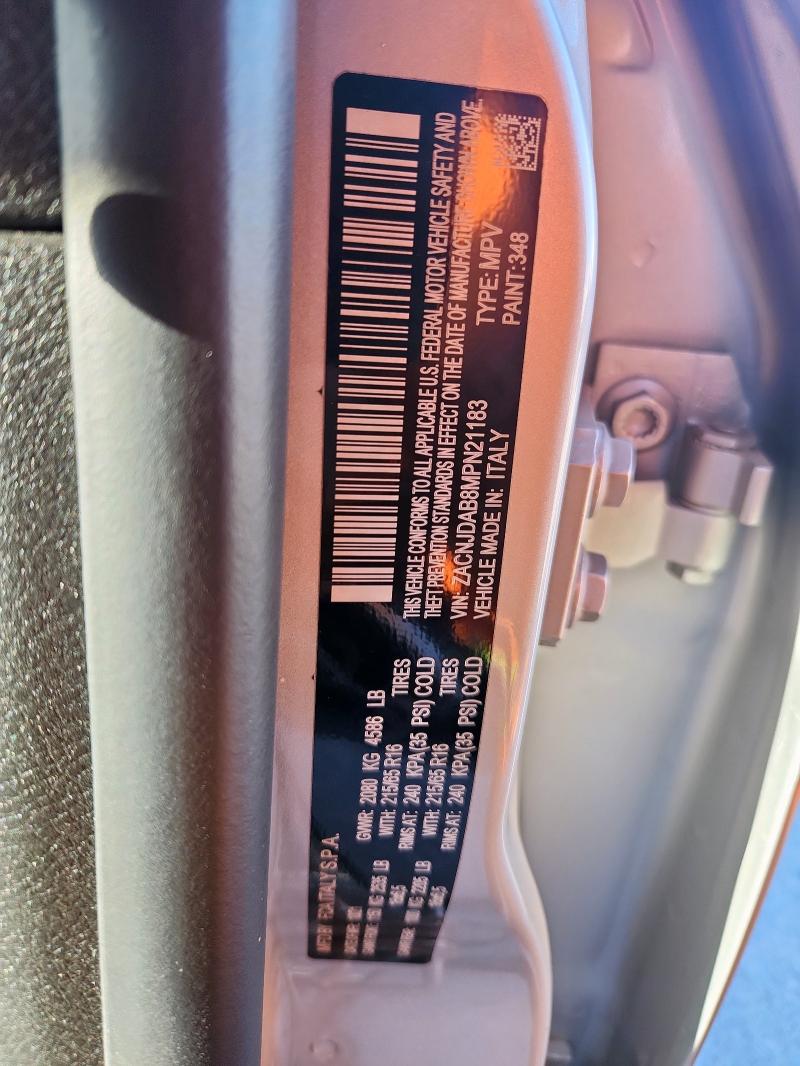 MFD BY FCA ITALY S.P.A.
GVWR: 2080 KG 4586 LB
WITH: 215/65 R16 TIRES
RIMS AT: 240 KPA(35 PSI) COLD
WITH: 215/65 R16 TIRES
RIMS AT: 240 KPA(35 PSI) COLD
THIS VEHICLE CONFORMS TO ALL APPLICABLE U.S. FEDERAL MOTOR VEHICLE SAFETY AND
THEFT PREVENTION STANDARDS IN EFFECT ON THE DATE OF MANUFACTURE SHOWN ABOVE.
VIN: ZACNJDAB8MPN21183 TYPE: MPV
VEHICLE MADE IN: ITALY PAINT: 348